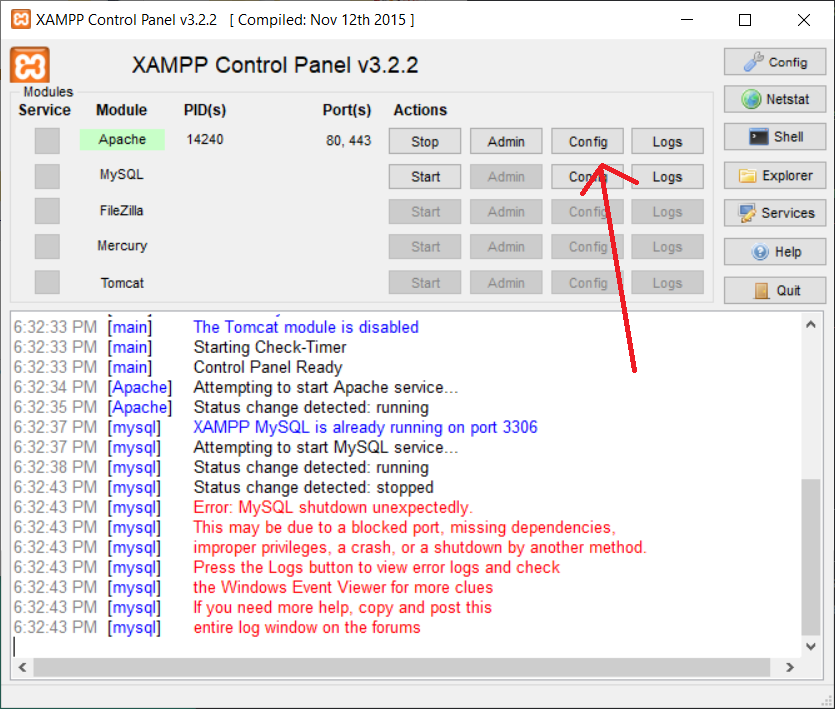 XAMPP Control Panel v3.2.2 [ Compiled: Nov 12th 2015 ]
XAMPP Control Panel v3.2.2
Config
Modules
Service Module PID(s) Port(s) Actions
Netstat
Apache 14240 80, 443 Stop Admin Config Logs
Shell
MySQL Start Admin Config Logs
Explorer
FileZilla Start Admin Config Logs
Services
Mercury Start Admin Config Logs
Help
Tomcat Start Admin Config Logs
Quit
6:32:33 PM [main] The Tomcat module is disabled
6:32:33 PM [main] Starting Check-Timer
6:32:33 PM [main] Control Panel Ready
6:32:34 PM [Apache] Attempting to start Apache service...
6:32:35 PM [Apache] Status change detected: running
6:32:37 PM [mysql] XAMPP MySQL is already running on port 3306
6:32:37 PM [mysql] Attempting to start MySQL service...
6:32:38 PM [mysql] Status change detected: running
6:32:43 PM [mysql] Status change detected: stopped
6:32:43 PM [mysql] Error: MySQL shutdown unexpectedly.
6:32:43 PM [mysql] This may be due to a blocked port, missing dependencies,
6:32:43 PM [mysql] improper privileges, a crash, or a shutdown by another method.
6:32:43 PM [mysql] Press the Logs button to view error logs and check
6:32:43 PM [mysql] the Windows Event Viewer for more clues
6:32:43 PM [mysql] If you need more help, copy and post this
6:32:43 PM [mysql] entire log window on the forums